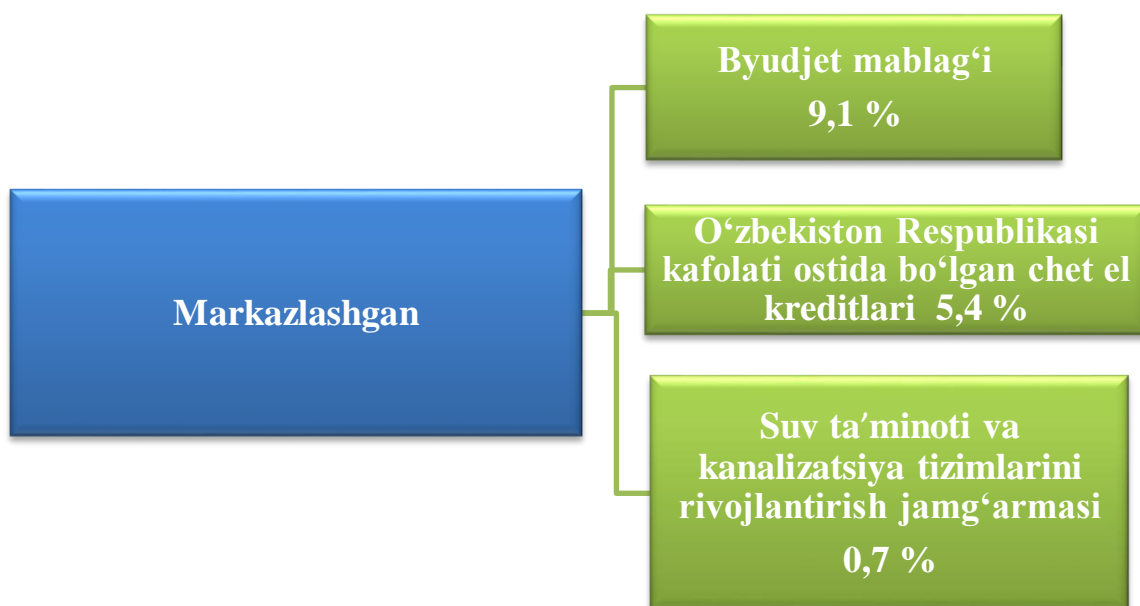 Byudjet mablag‘i
9,1 %
Markazlashgan
O‘zbekiston Respublikasi
kafolati ostida bo‘lgan chet el
kreditlari 5,4 %
Suv ta’minoti va
kanalizatsiya tizimlarini
rivojlantirish jamg‘armasi
0,7 %